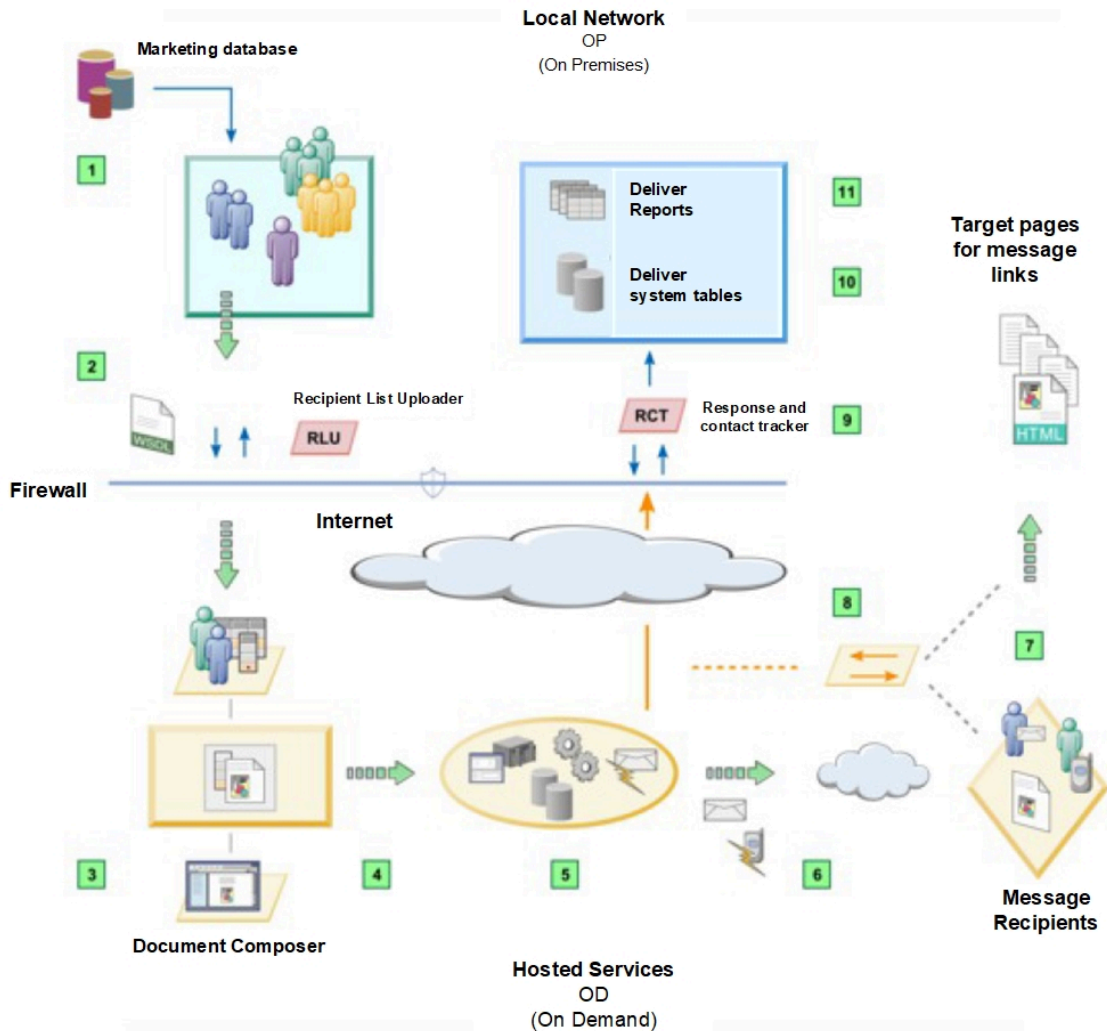 Local Network
OP
(On Premises)
Marketing database
1
Deliver
Reports
11
Target pages
for message
links
Deliver
system tables
10
2
WSDL
Recipient List Uploader
RLU
RCT
Response and
contact tracker
9
HTML
Firewall
Internet
8
7
3
4
5
6
Document Composer
Message
Recipients
Hosted Services
OD
(On Demand)